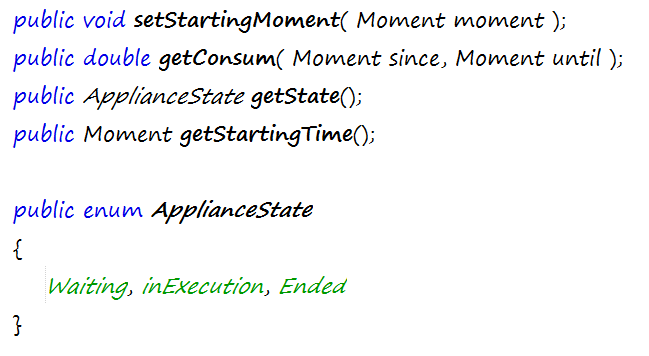 public void setStartingMoment( Moment moment );
public double getConsum( Moment since, Moment until );
public ApplianceState getState();
public Moment getStartingTime();
public enum ApplianceState
{
Waiting, inExecution, Ended
}